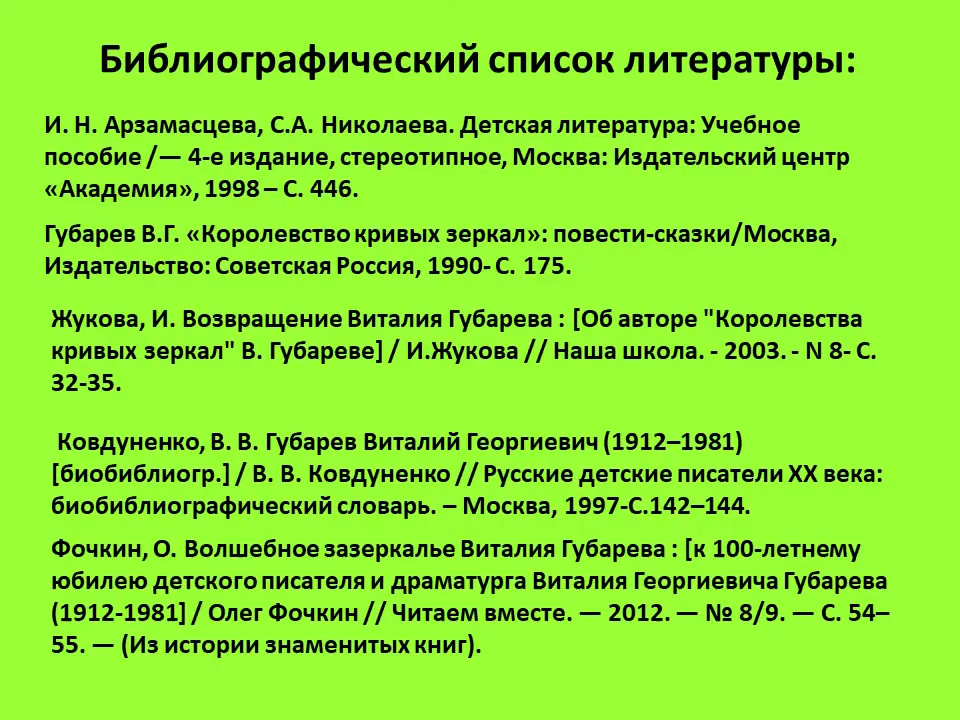 Библиографический список литературы:
И. Н. Арзамасцева, С.А. Николаева. Детская литература: Учебное
пособие /— 4-е издание, стереотипное, Москва: Издательский центр
«Академия», 1998 – С. 446.
Губарев В.Г. «Королевство кривых зеркал»: повести-сказки/Москва,
Издательство: Советская Россия, 1990- С. 175.
Жукова, И. Возвращение Виталия Губарева : [Об авторе "Королевства
кривых зеркал" В. Губареве] / И.Жукова // Наша школа. - 2003. - N 8- С.
32-35.
Ковдуненко, В. В. Губарев Виталий Георгиевич (1912–1981)
[биобиблиогр.] / В. В. Ковдуненко // Русские детские писатели XX века:
биобиблиографический словарь. – Москва, 1997-С.142–144.
Фочкин, О. Волшебное зазеркалье Виталия Губарева : [к 100-летнему
юбилею детского писателя и драматурга Виталия Георгиевича Губарева
(1912-1981] / Олег Фочкин // Читаем вместе. — 2012. — № 8/9. — С. 54–
55. — (Из истории знаменитых книг).